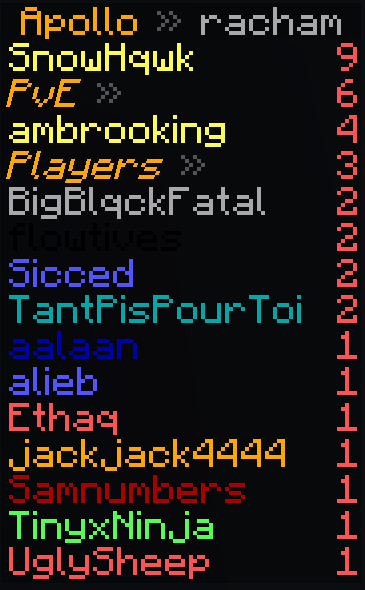 Apollo » racham
SnowHqwk 9
PvE » 6
ambrooking 4
Players » 3
BigBlqckFatal 2
flowtives 2
Sicced 2
TantPisPourToi 2
aalaan 1
alieb 1
Ethaq 1
jackjack4444 1
Samnumbers 1
TinyxNinja 1
UglySheep 1